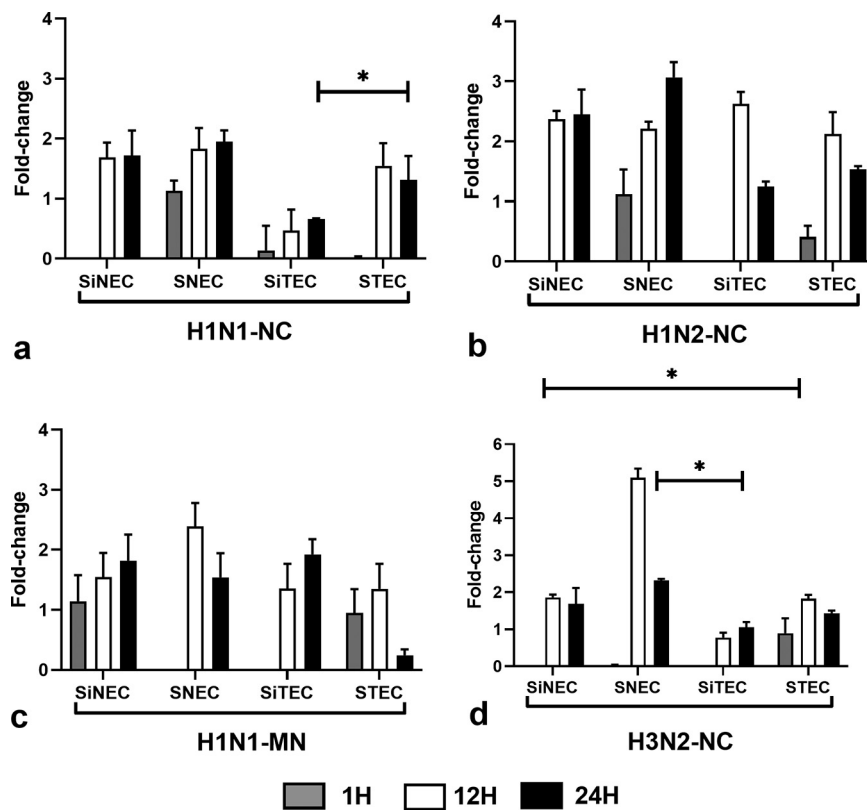 4
3
2
1
0
Fold-change
*
SiNEC SNEC SiTEC STEC
H1N1-NC
a
4
3
2
1
0
Fold-change
SiNEC SNEC SiTEC STEC
H1N2-NC
b
4
3
2
1
0
Fold-change
SiNEC SNEC SiTEC STEC
H1N1-MN
c
*
6
5
4
3
2
1
0
Fold-change
*
SiNEC SNEC SiTEC STEC
H3N2-NC
d
1H 12H 24H